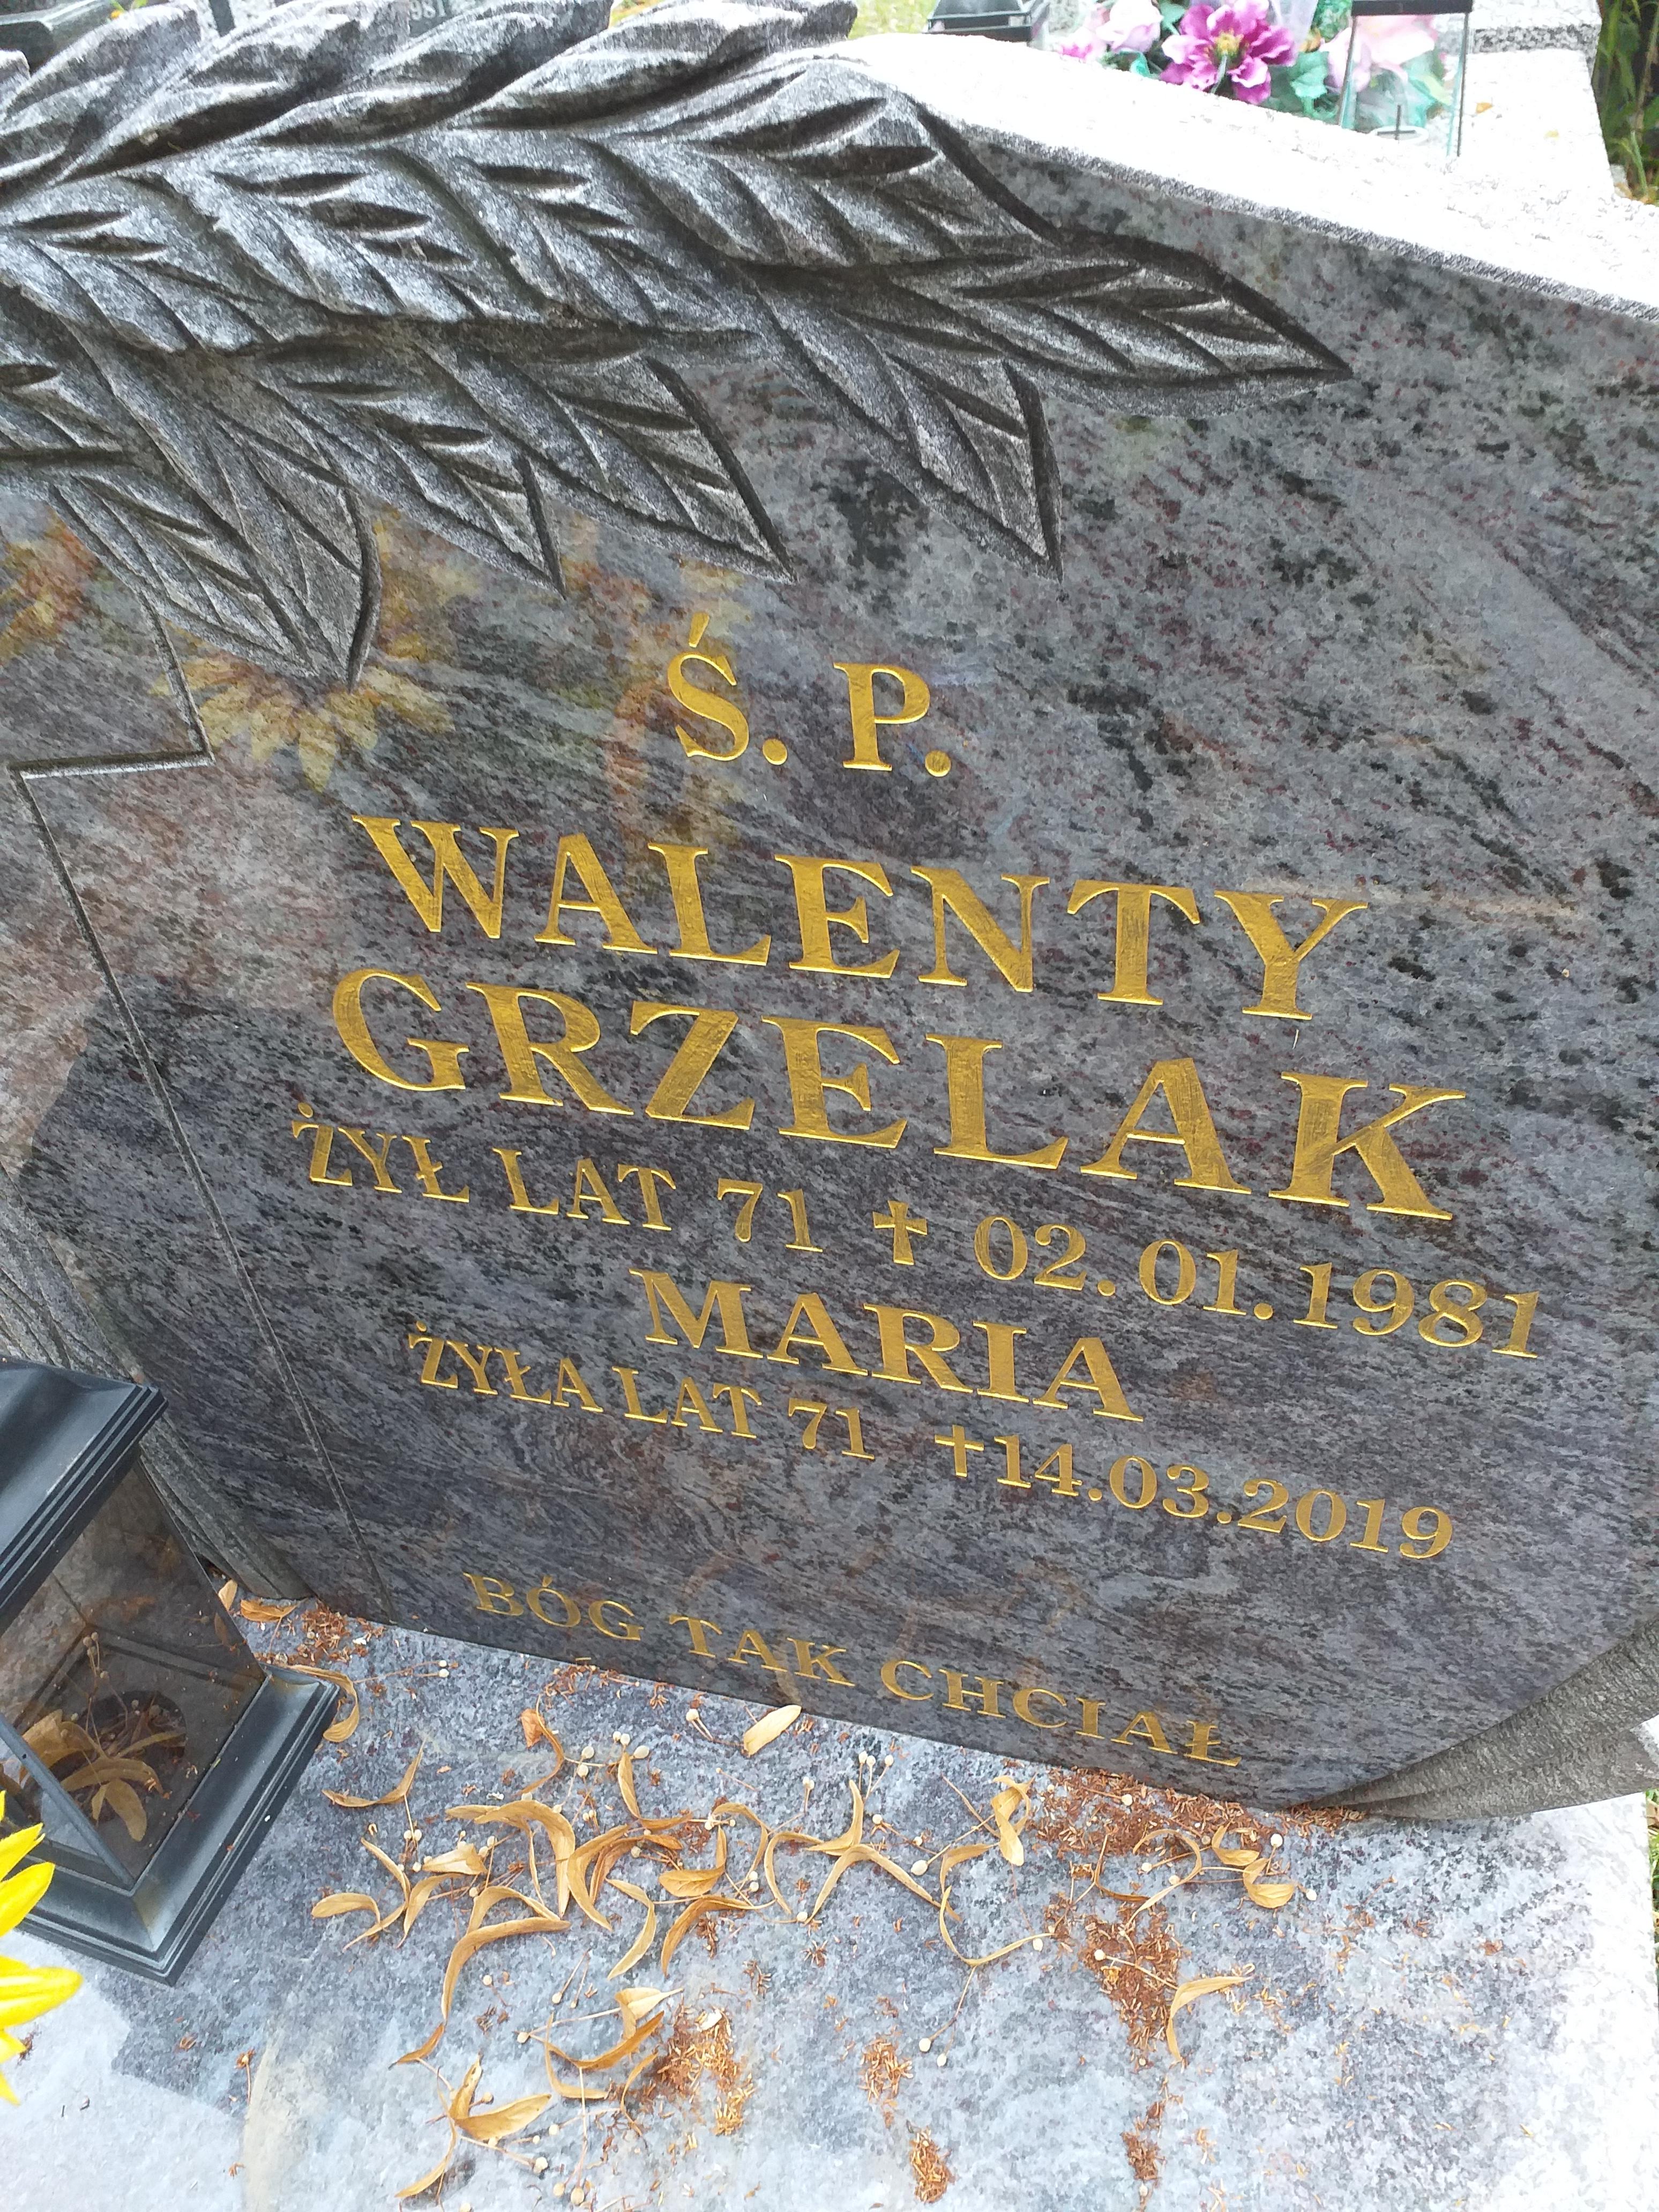 Ś. P.
WALENTY
GRZELAK
ŻYŁ LAT 71 ✝ 02.01.1981
MARIA
ŻYŁA LAT 71 ✝14.03.2019
BÓG TAK CHCIAŁ